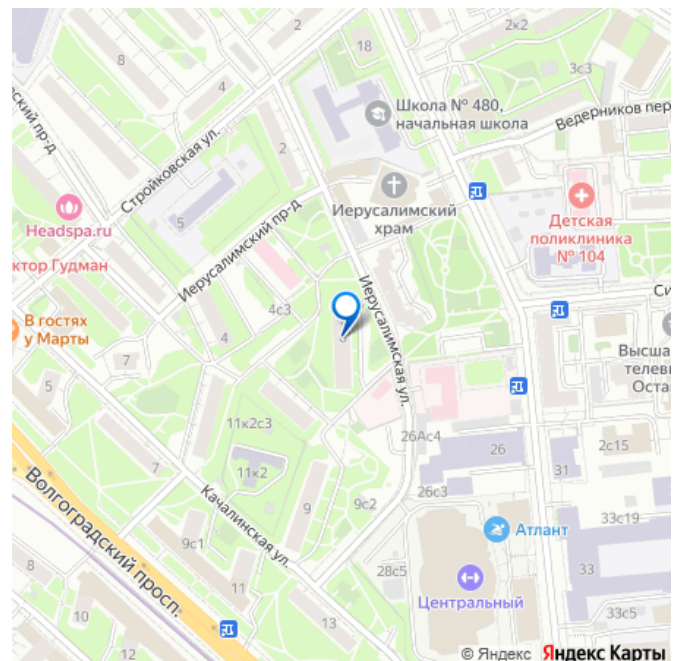 2
2к2
8
18
3с3
4
Школа № 480,
начальная школа
Ведерников пер
ский пр-д
Стройковская ул.
2
Иерусалимский
храм
Детская
поликлиника
№ 104
5
Headspa.ru
Иерусалимский пр-д
ктор Гудман
4с3
Иерусалимская ул.
Си
В гостях
у Марты
4
7
5
Высша
телеви
Оста
11к2с3
26Ас4
26
2с15
7
11к2
31
26с3
9
9с2
Качалинская ул.
Волгоградский просп.
Атлант
33с19
9с1
28с5
33
8
11
Центральный
10
13
33с5
12
© Яндекс Яндекс Карты